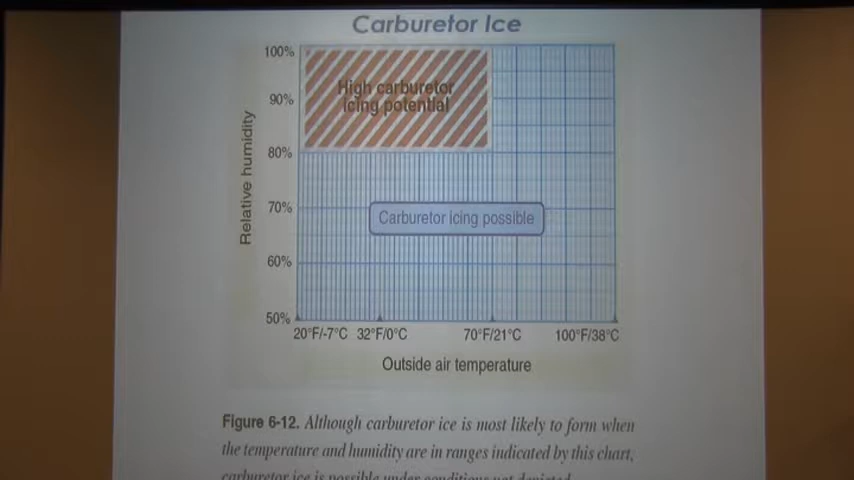 Carburetor Ice
100%
High carburetor
icing potential
90%
80%
Relative humidity
70%
Carburetor icing possible
60%
50%
20°F/-7°C 32°F/0°C 70°F/21°C 100°F/38°C
Outside air temperature
Figure 6-12. Although carburetor ice is most likely to form when
the temperature and humidity are in ranges indicated by this chart,
carburetor ice is possible under conditions not depicted.